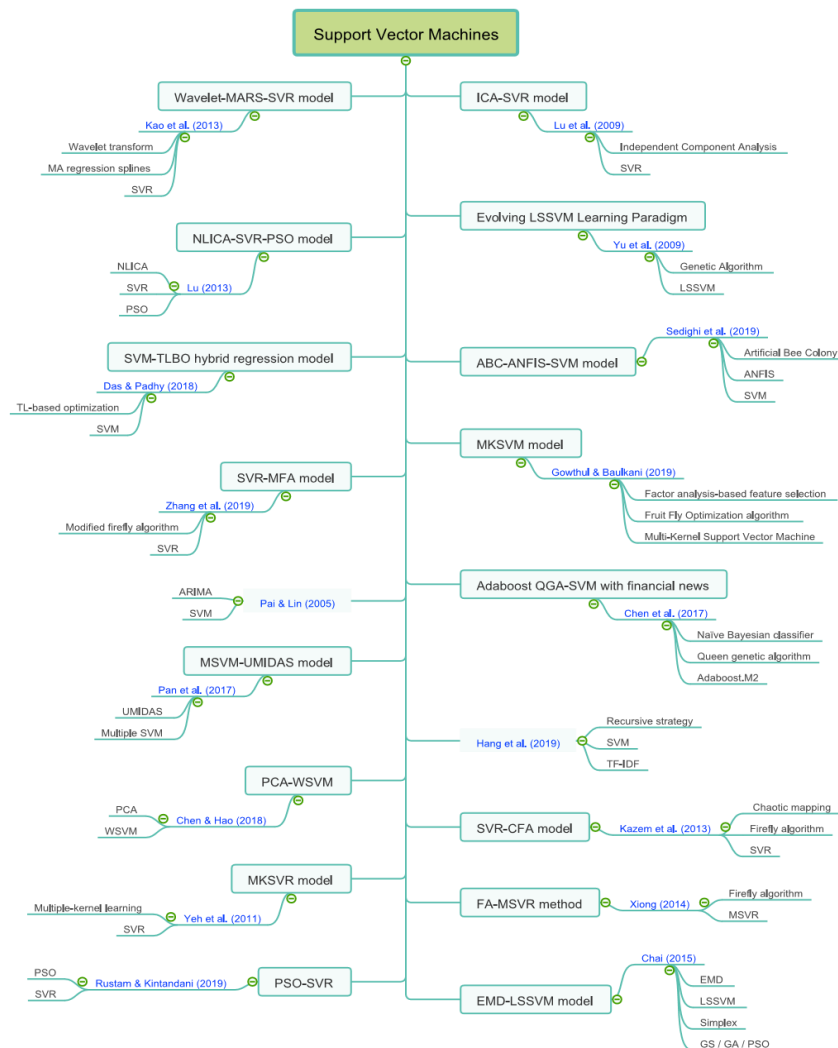 Support Vector Machines
Wavelet-MARS-SVR model
Kao et al. (2013)
Wavelet transform
MA regression splines
SVR
NLICA-SVR-PSO model
NLICA
SVR
Lu (2013)
PSO
SVM-TLBO hybrid regression model
Das & Padhy (2018)
TL-based optimization
SVM
SVR-MFA model
Zhang et al. (2019)
Modified firefly algorithm
SVR
ARIMA
Pai & Lin (2005)
SVM
MSVM-UMIDAS model
Pan et al. (2017)
UMIDAS
Multiple SVM
PCA-WSVM
PCA
Chen & Hao (2018)
WSVM
MKSVR model
Multiple-kernel learning
Yeh et al. (2011)
SVR
PSO-SVR
PSO
Rustam & Kintandani (2019)
SVR
ICA-SVR model
Lu et al. (2009)
Independent Component Analysis
SVR
Evolving LSSVM Learning Paradigm
Yu et al. (2009)
Genetic Algorithm
LSSVM
Sedighi et al. (2019)
ABC-ANFIS-SVM model
Artificial Bee Colony
ANFIS
SVM
MKSVM model
Gowthul & Baulkani (2019)
Factor analysis-based feature selection
Fruit Fly Optimization algorithm
Multi-Kernel Support Vector Machine
Adaboost QGA-SVM with financial news
Chen et al. (2017)
Naïve Bayesian classifier
Queen genetic algorithm
Adaboost.M2
Hang et al. (2019)
Recursive strategy
SVM
TF-IDF
SVR-CFA model
Kazem et al. (2013)
Chaotic mapping
Firefly algorithm
SVR
FA-MSVR method
Xiong (2014)
Firefly algorithm
MSVR
Chai (2015)
EMD-LSSVM model
EMD
LSSVM
Simplex
GS / GA / PSO